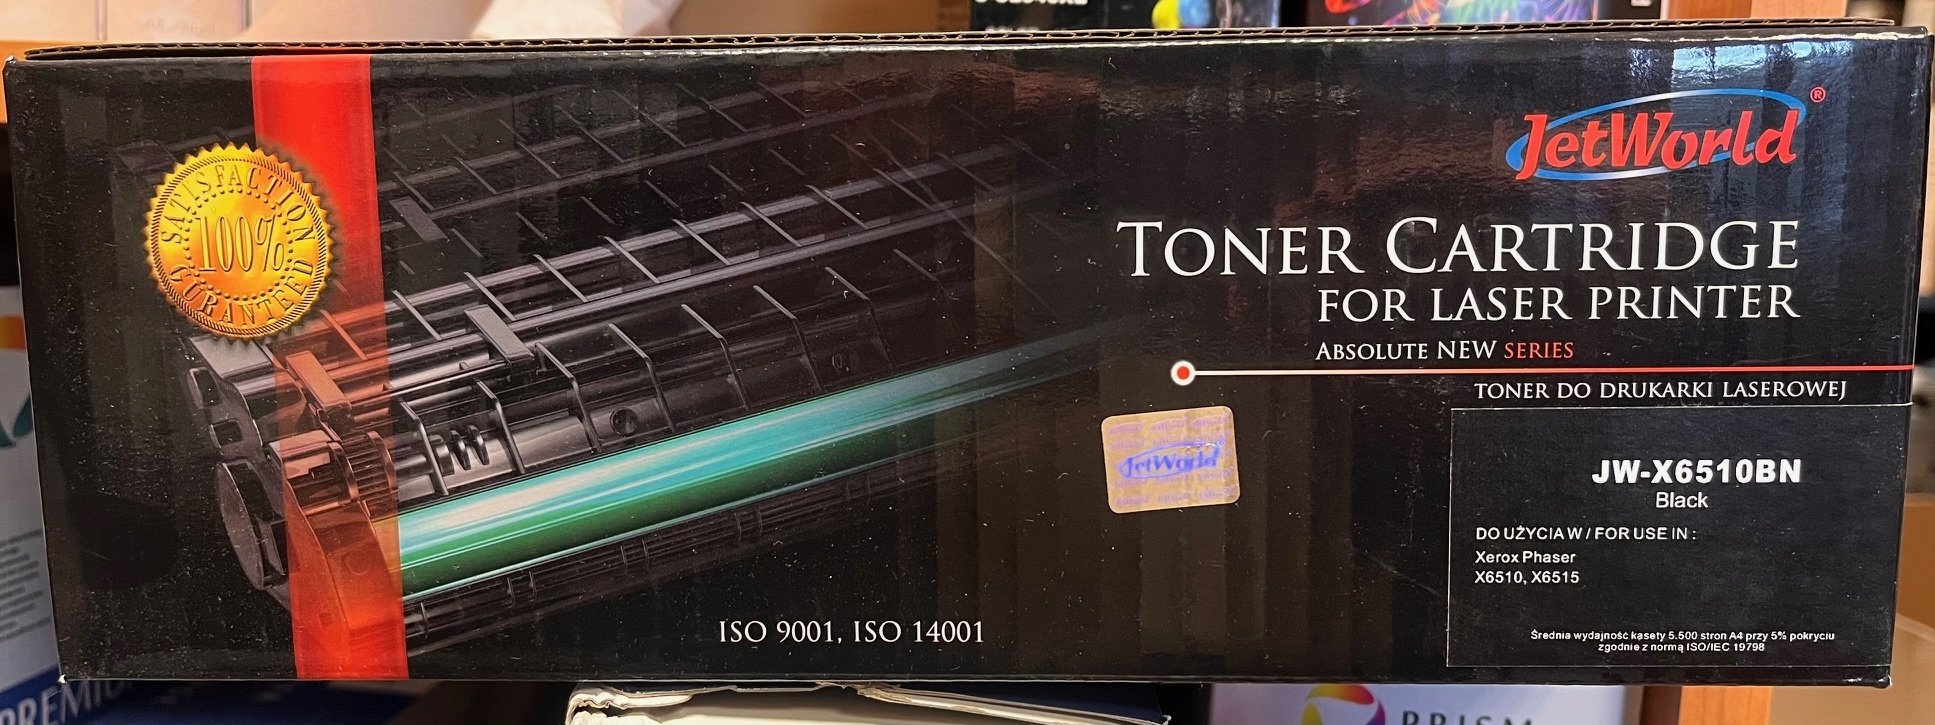 JetWorld®
SATISFACTION
100%
GURANTEED
TONER CARTRIDGE
FOR LASER PRINTER
ABSOLUTE NEW SERIES
TONER DO DRUKARKI LASEROWEJ
JetWorld
JW-X6510BN
Black
DO UŻYCIA W / FOR USE IN :
Xerox Phaser
X6510, X6515
Średnia wydajność kasety 5.500 stron A4 przy 5% pokryciu
zgodnie z normą ISO/IEC 19798
ISO 9001, ISO 14001
PREMIU
PRISM